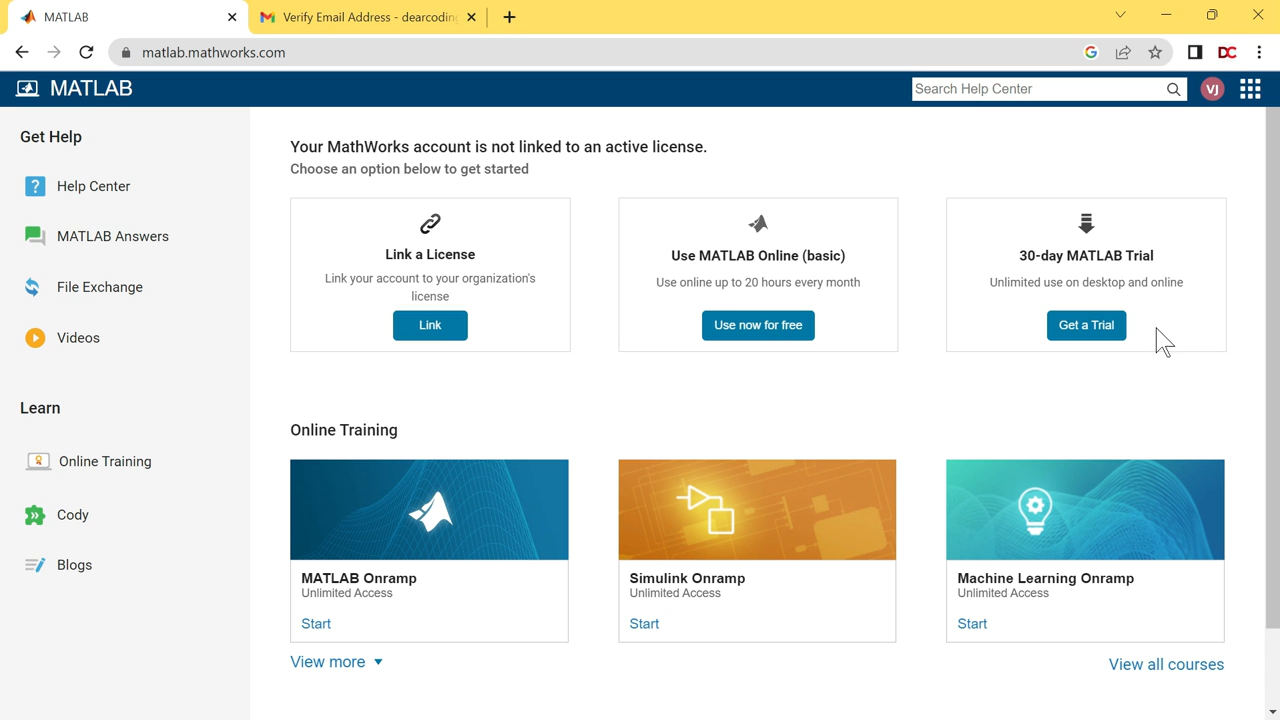 MATLAB
Verify Email Address - dearcoding
matlab.mathworks.com
DC
MATLAB
Search Help Center
VJ
Get Help
Help Center
MATLAB Answers
File Exchange
Videos
Learn
Online Training
Cody
Blogs
Your MathWorks account is not linked to an active license.
Choose an option below to get started
Link a License
Link your account to your organization's
license
Link
Use MATLAB Online (basic)
Use online up to 20 hours every month
Use now for free
30-day MATLAB Trial
Unlimited use on desktop and online
Get a Trial
Online Training
MATLAB Onramp
Unlimited Access
Start
Simulink Onramp
Unlimited Access
Start
Machine Learning Onramp
Unlimited Access
Start
View more
View all courses